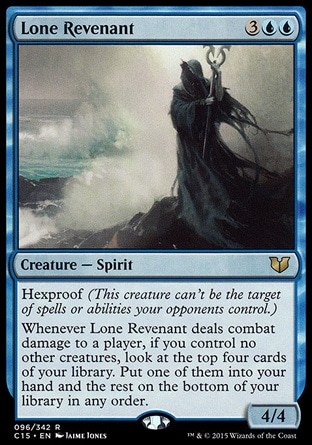 Lone Revenant 3
Creature — Spirit
Hexproof (This creature can't be the target
of spells or abilities your opponents control.)
Whenever Lone Revenant deals combat
damage to a player, if you control no
other creatures, look at the top four cards
of your library. Put one of them into your
hand and the rest on the bottom of your
library in any order.
4/4
096/342 R
C15 • EN Jaime Jones
™ & © 2015 Wizards of the Coast